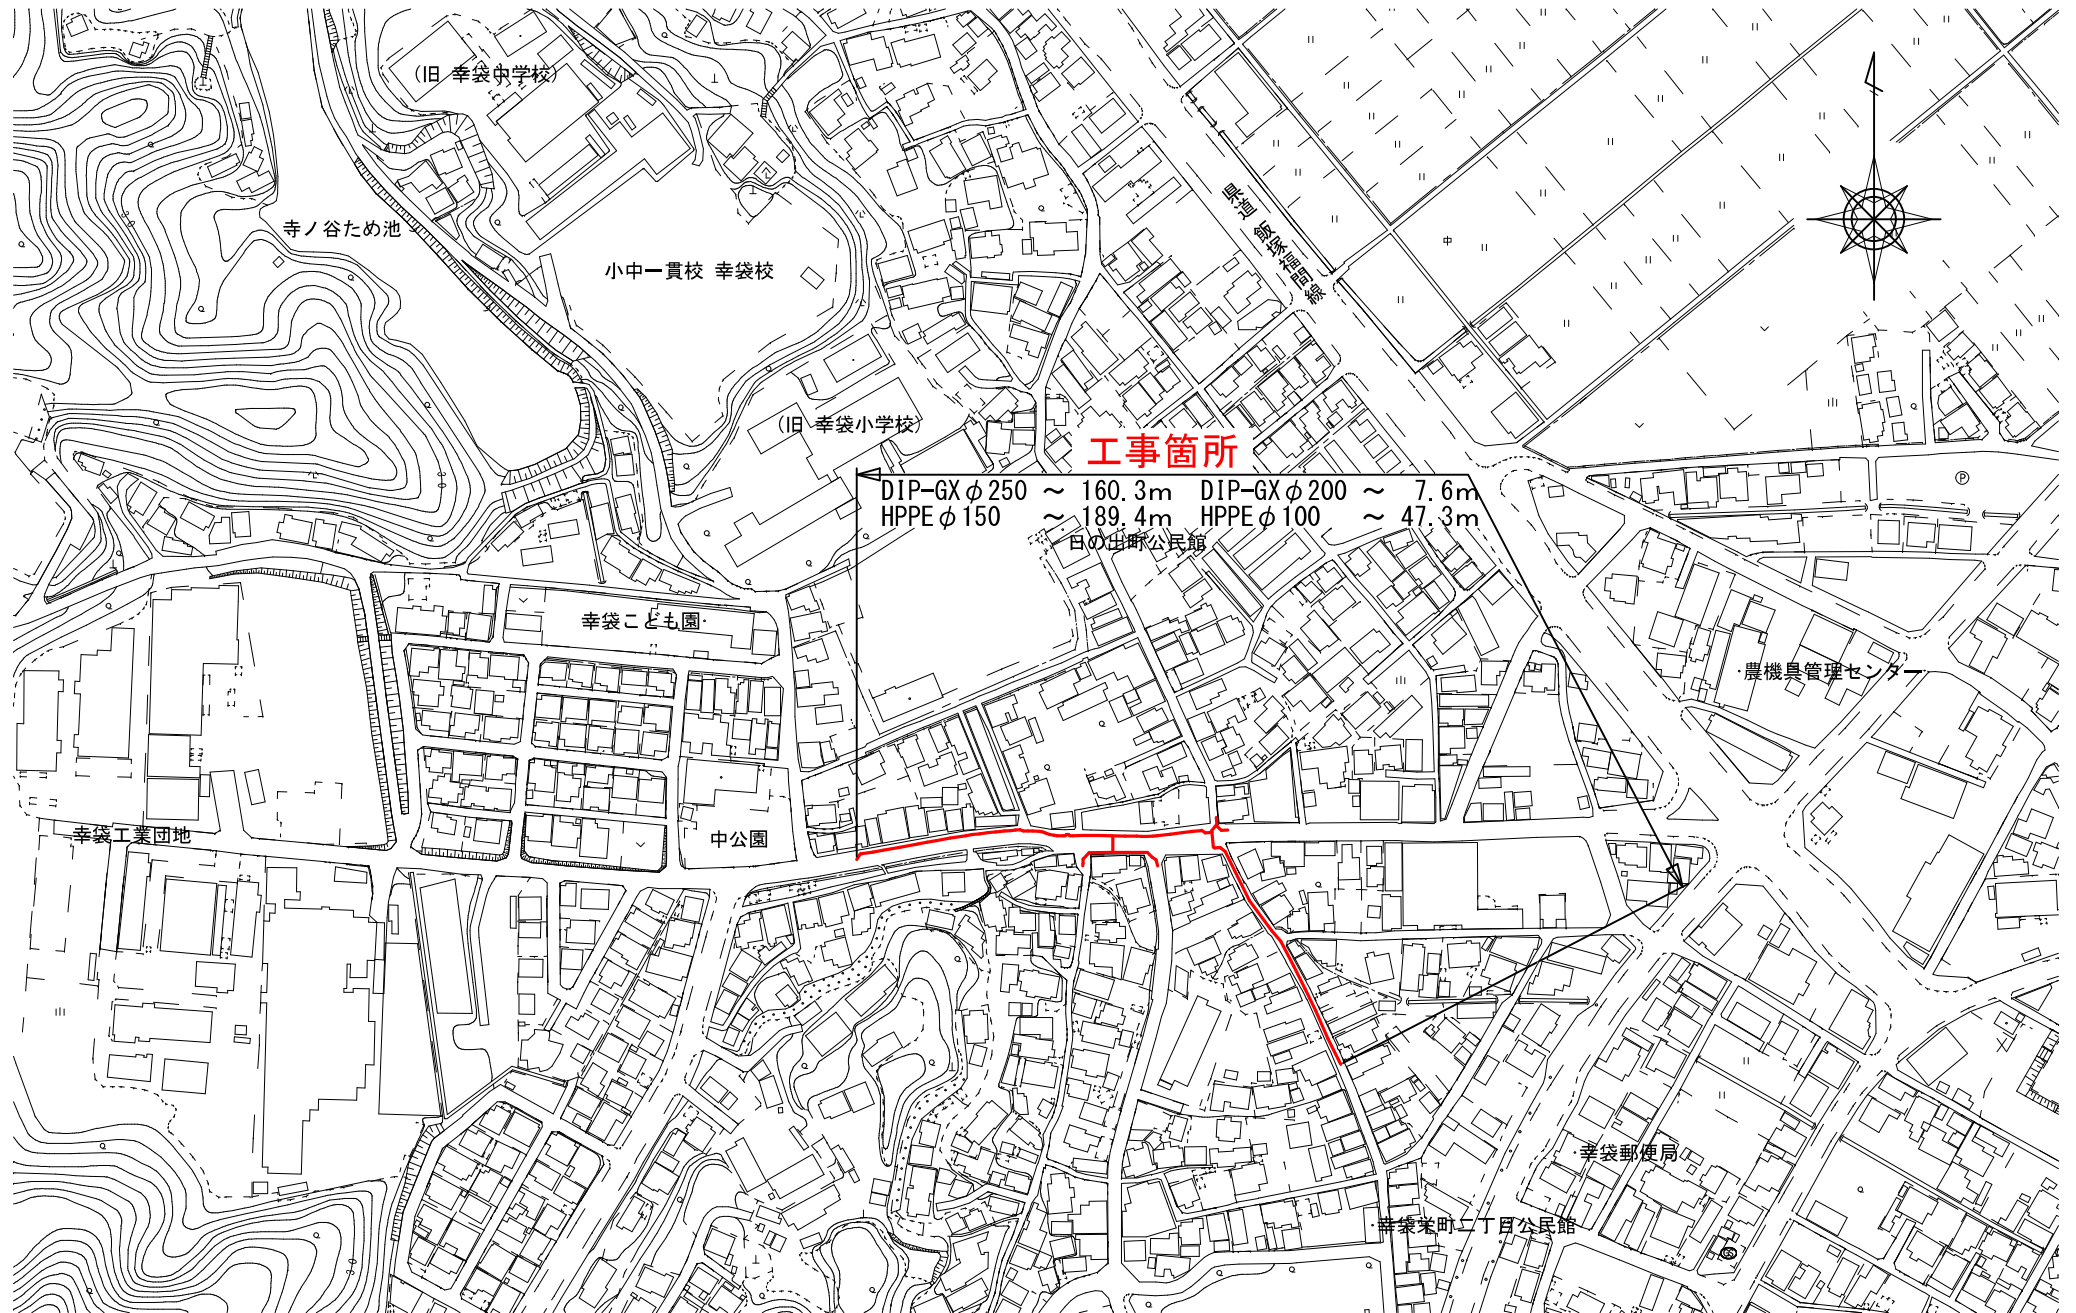 (旧 幸袋中学校)
県道 飯塚福間線
寺ノ谷ため池
小中一貫校 幸袋校
(旧 幸袋小学校)
工事箇所
DIP-GXφ250 ～ 160.3m DIP-GXφ200 ～ 7.6m
HPPEφ150 ～ 189.4m HPPEφ100 ～ 47.3m
日の出町公民館
幸袋こども園
農機具管理センター
幸袋工業団地
中公園
幸袋郵便局
幸袋栄町二丁目公民館